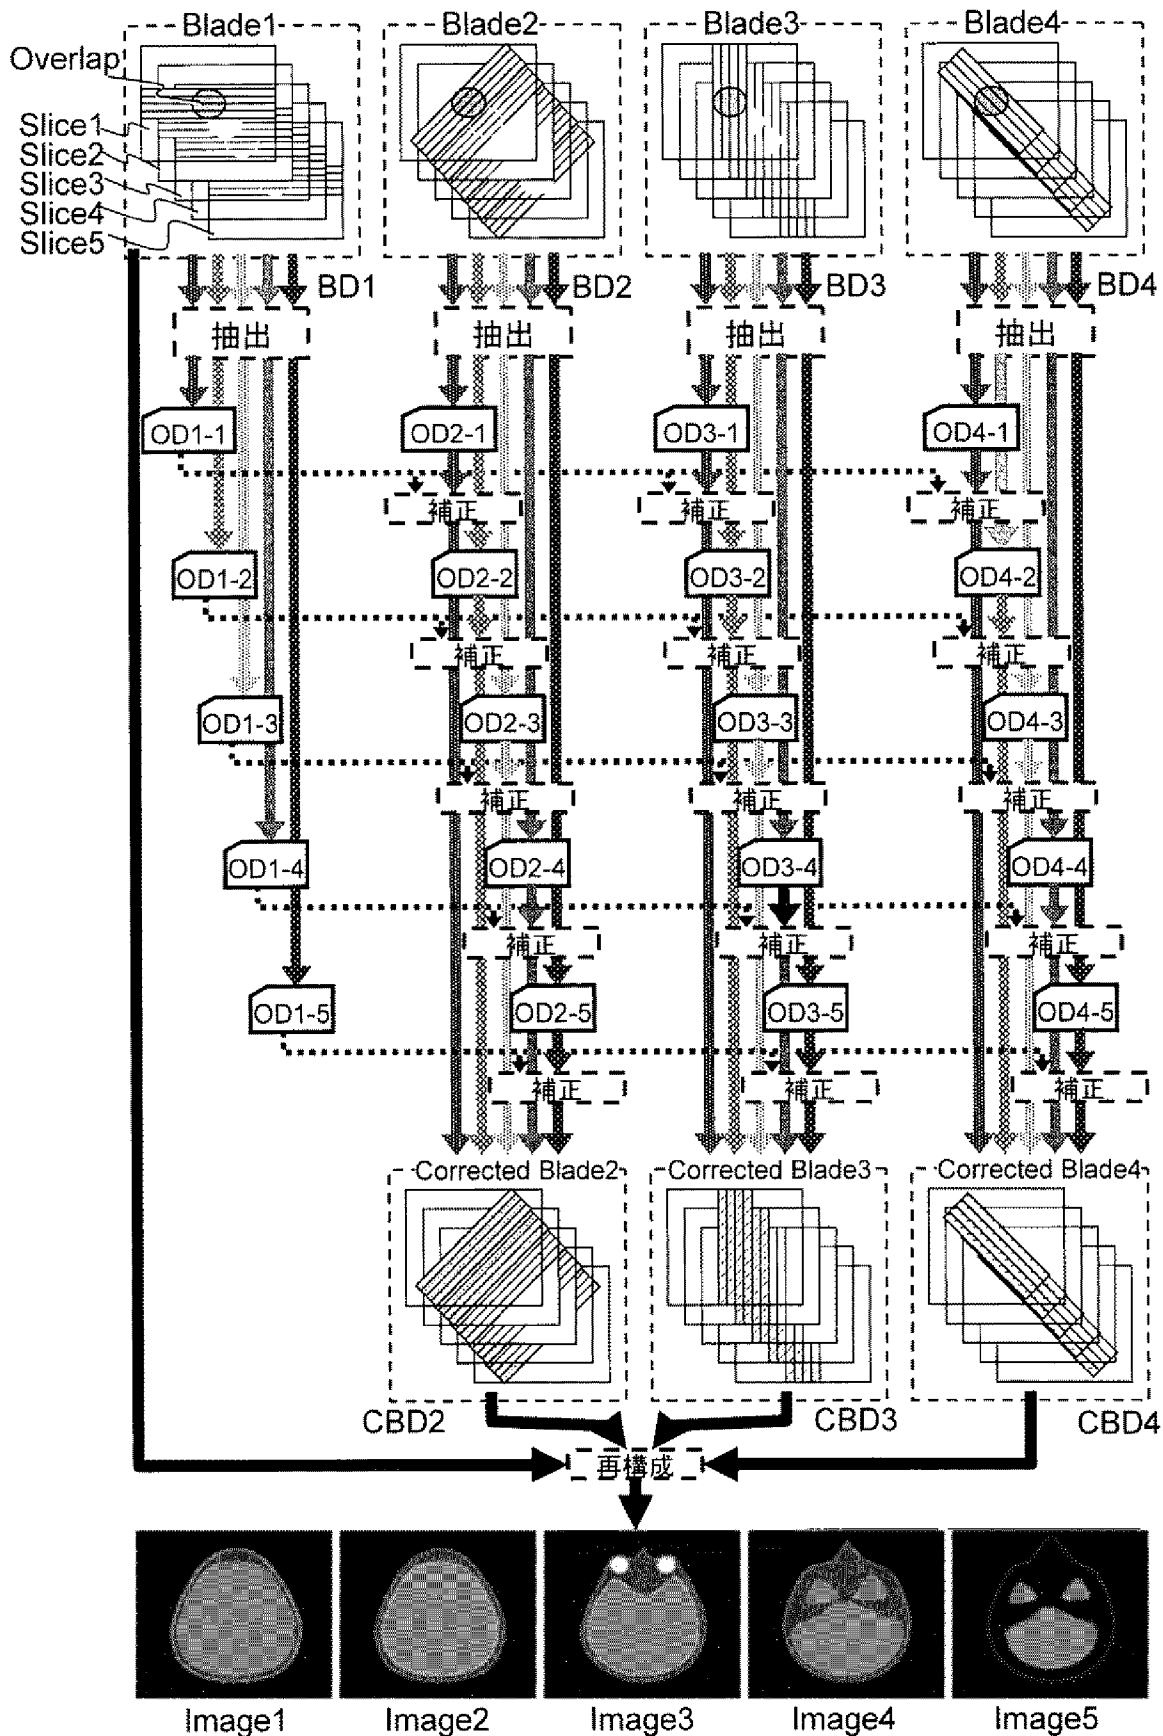 Blade1 Blade2 Blade3 Blade4
Overlap
Slice1
Slice2
Slice3
Slice4
Slice5
BD1 BD2 BD3 BD4
抽出 抽出 抽出 抽出
OD1-1 OD2-1 OD3-1 OD4-1
補正 補正 補正
OD1-2 OD2-2 OD3-2 OD4-2
補正 補正 補正
OD1-3 OD2-3 OD3-3 OD4-3
補正 補正 補正
OD1-4 OD2-4 OD3-4 OD4-4
補正 補正 補正
OD1-5 OD2-5 OD3-5 OD4-5
補正 補正 補正
Corrected Blade2 Corrected Blade3 Corrected Blade4
CBD2 CBD3 CBD4
再構成
Image1 Image2 Image3 Image4 Image5